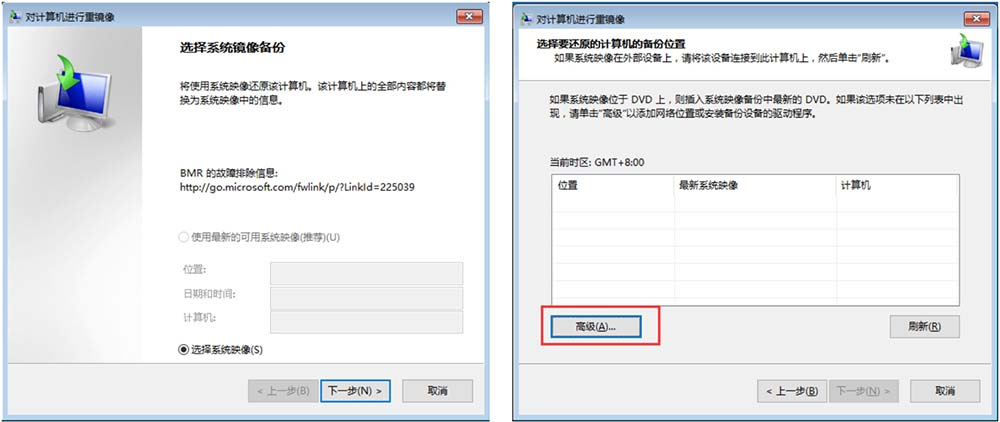 对计算机进行重镜像
选择系统镜像备份
将使用系统映像还原该计算机。该计算机上的全部内容都将替
换为系统映像中的信息。
BMR 的故障排除信息:
http://go.microsoft.com/fwlink/p/?LinkId=225039
使用最新的可用系统映像(推荐)(U)
位置:
日期和时间:
计算机:
选择系统映像(S)
< 上一步(B)
下一步(N) >
取消
对计算机进行重镜像
选择要还原的计算机的备份位置
如果系统映像在外部设备上，请将该设备连接到此计算机上，然后单击“刷新”。
如果系统映像位于 DVD 上，则插入系统映像备份中最新的 DVD。如果该选项未在以下列表中出
现，请单击“高级”以添加网络位置或安装备份设备的驱动程序。
当前时区: GMT+8:00
位置 最新系统映像 计算机
高级(A)...
刷新(R)
< 上一步(B)
下一步(N) >
取消